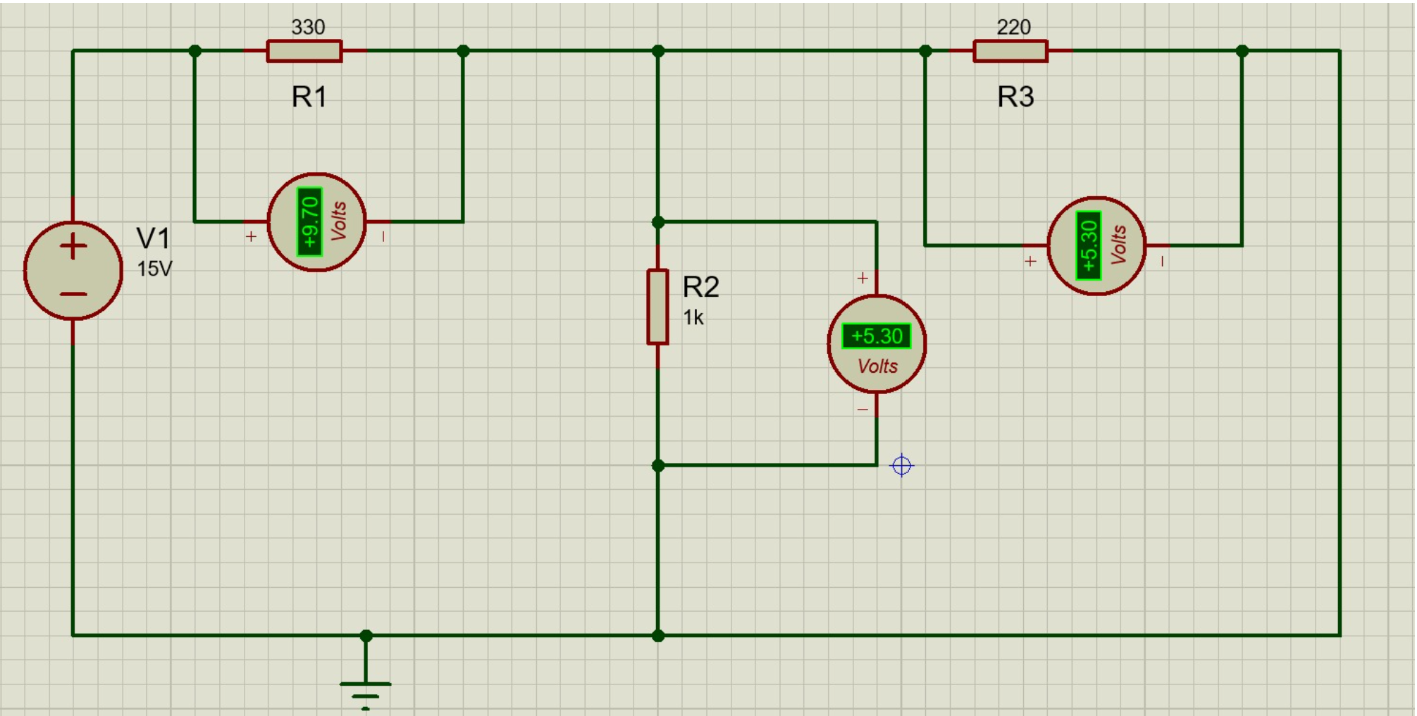 330
R1
+9.70
Volts
+
-
V1
15V
+
-
R2
1k
+
+5.30
Volts
-
220
R3
+5.30
Volts
+
-